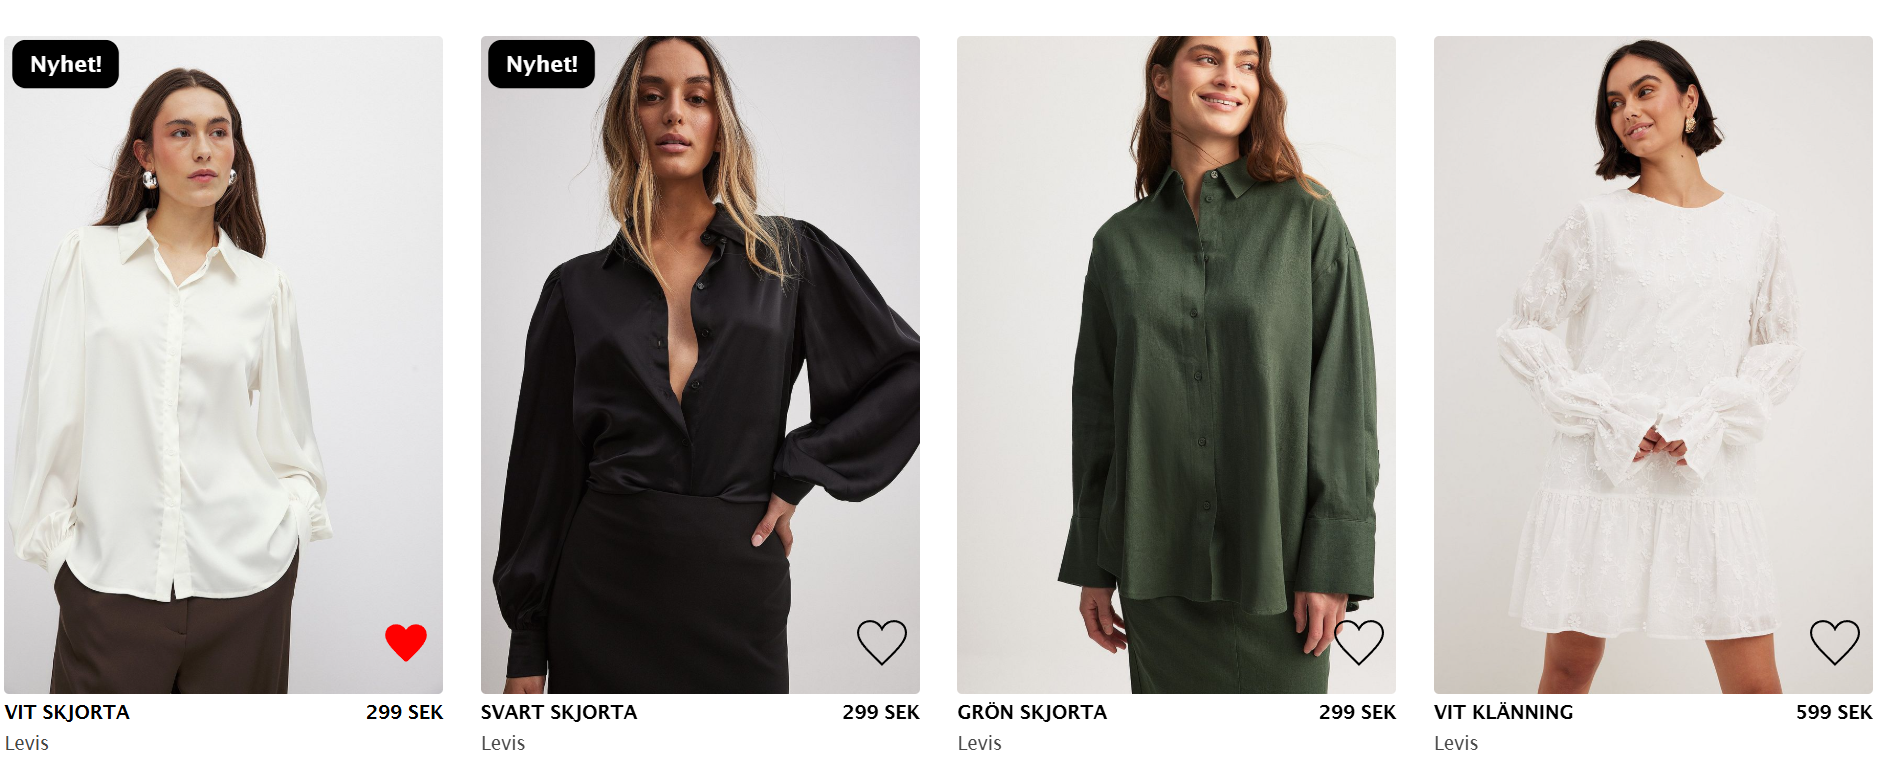 Nyhet!
Nyhet!
VIT SKJORTA 299 SEK
Levis
SVART SKJORTA 299 SEK
Levis
GRÖN SKJORTA 299 SEK
Levis
VIT KLÄNNING 599 SEK
Levis